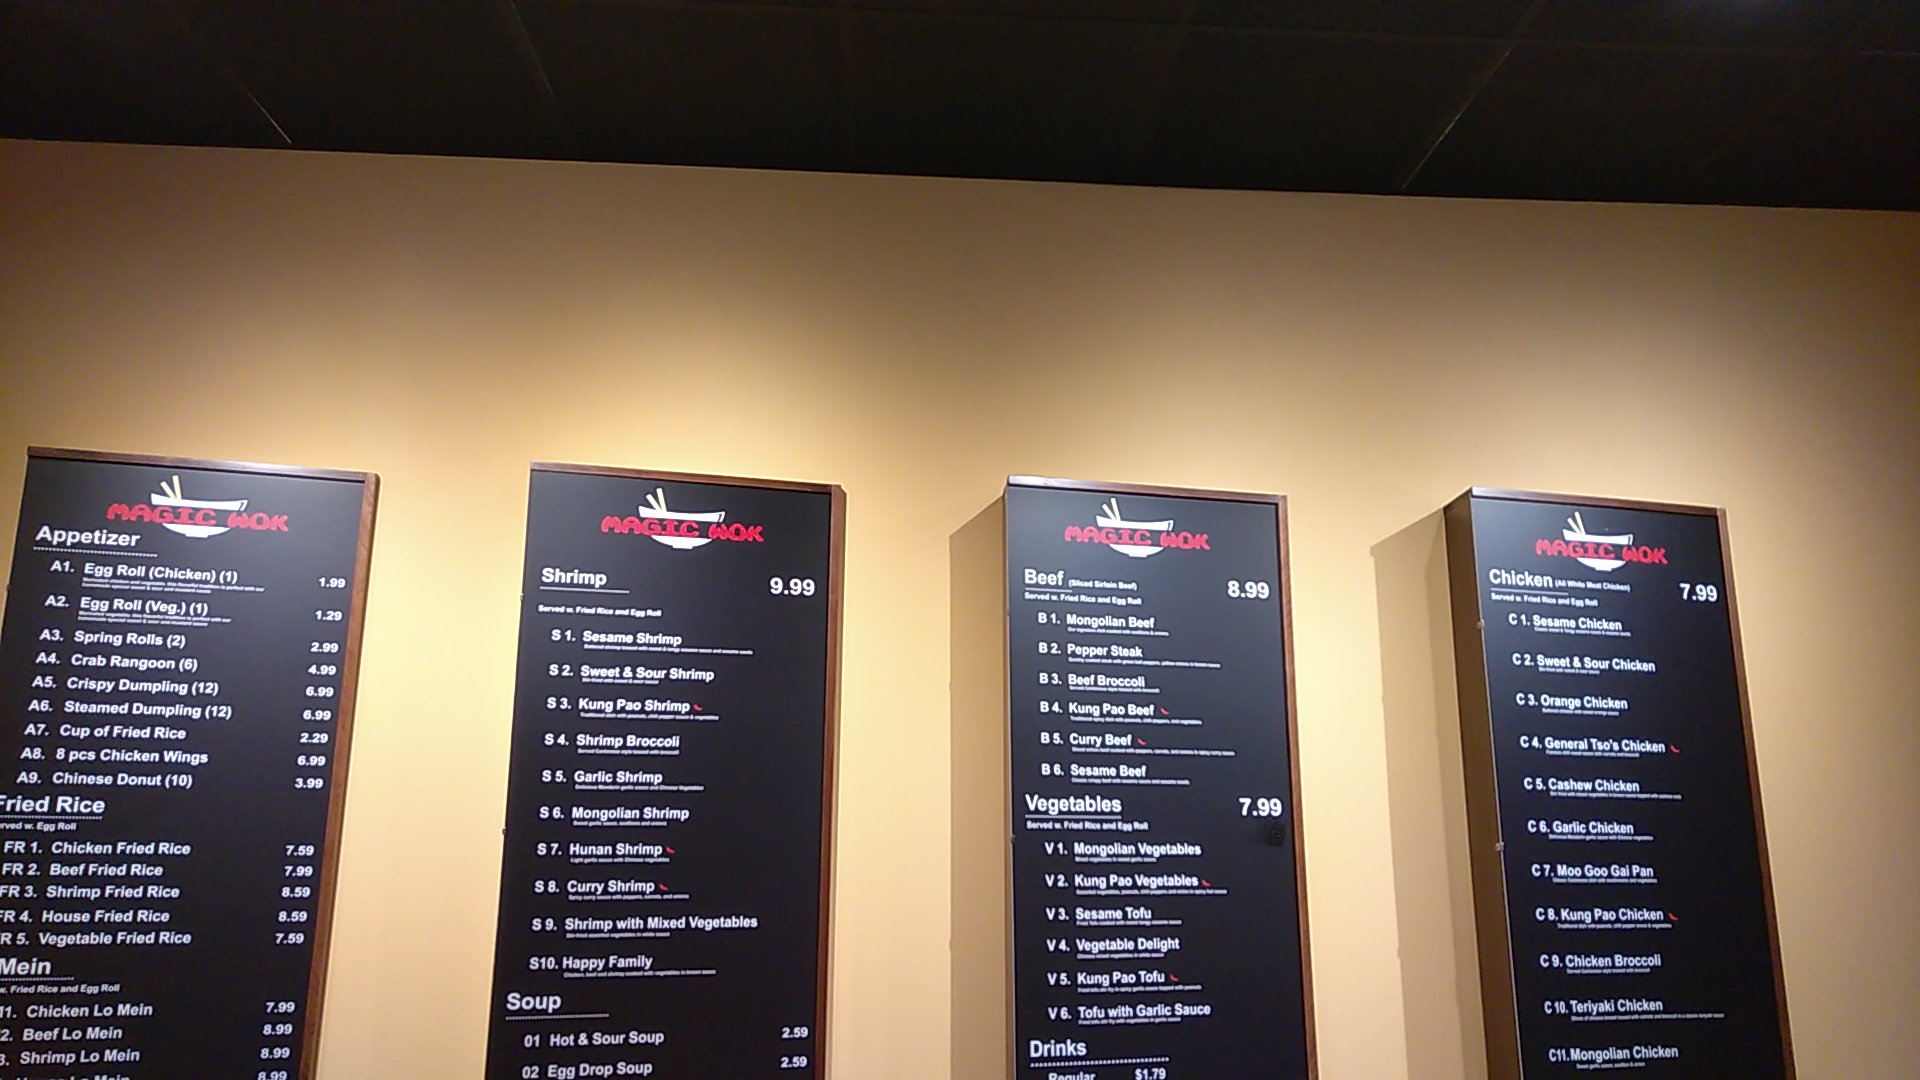 MAGIC WOK
Appetizer
A1. Egg Roll (Chicken) (1) 1.99
A2. Egg Roll (Veg.) (1) 1.29
A3. Spring Rolls (2) 2.99
A4. Crab Rangoon (6) 4.99
A5. Crispy Dumpling (12) 6.99
A6. Steamed Dumpling (12) 6.99
A7. Cup of Fried Rice 2.29
A8. 8 pcs Chicken Wings 6.99
A9. Chinese Donut (10) 3.99
Fried Rice
erved w. Egg Roll
FR 1. Chicken Fried Rice 7.59
FR 2. Beef Fried Rice 7.99
FR 3. Shrimp Fried Rice 8.59
FR 4. House Fried Rice 8.59
R 5. Vegetable Fried Rice 7.59
Mein
w. Fried Rice and Egg Roll
1. Chicken Lo Mein 7.99
2. Beef Lo Mein 8.99
3. Shrimp Lo Mein 8.99
8.99
MAGIC WOK
Shrimp 9.99
Served w. Fried Rice and Egg Roll
S 1. Sesame Shrimp
S 2. Sweet & Sour Shrimp
S 3. Kung Pao Shrimp
S 4. Shrimp Broccoli
S 5. Garlic Shrimp
S 6. Mongolian Shrimp
S 7. Hunan Shrimp
S 8. Curry Shrimp
S 9. Shrimp with Mixed Vegetables
S10. Happy Family
Soup
01 Hot & Sour Soup 2.59
02 Egg Drop Soup 2.59
MAGIC WOK
Beef (Sliced Sirloin Beef) 8.99
Served w. Fried Rice and Egg Roll
B 1. Mongolian Beef
B 2. Pepper Steak
B 3. Beef Broccoli
B 4. Kung Pao Beef
B 5. Curry Beef
B 6. Sesame Beef
Vegetables 7.99
Served w. Fried Rice and Egg Roll
V 1. Mongolian Vegetables
V 2. Kung Pao Vegetables
V 3. Sesame Tofu
V 4. Vegetable Delight
V 5. Kung Pao Tofu
V 6. Tofu with Garlic Sauce
Drinks
Regular $1.79
MAGIC WOK
Chicken (All White Meat Chicken) 7.99
Served w. Fried Rice and Egg Roll
C 1. Sesame Chicken
C 2. Sweet & Sour Chicken
C 3. Orange Chicken
C 4. General Tso's Chicken
C 5. Cashew Chicken
C 6. Garlic Chicken
C 7. Moo Goo Gai Pan
C 8. Kung Pao Chicken
C 9. Chicken Broccoli
C 10. Teriyaki Chicken
C11. Mongolian Chicken